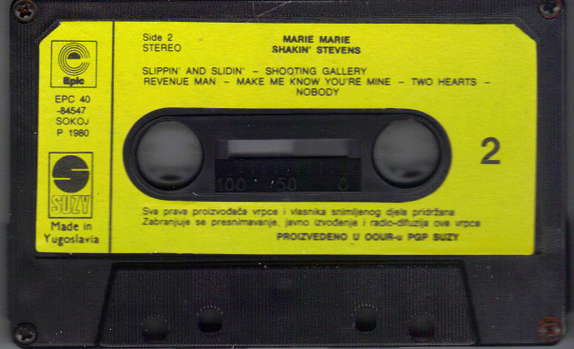 Side 2
STEREO
MARIE MARIE
SHAKIN' STEVENS
SLIPPIN' AND SLIDIN' – SHOOTING GALLERY
REVENUE MAN – MAKE ME KNOW YOU'RE MINE – TWO HEARTS –
NOBODY
Epic
EPC 40
-84547
SOKOJ
P 1980
SUZY
Made in
Yugoslavia
2
100 50 0
Sva prava proizvođača vrpce i vlasnika snimljenog djela pridržana
Zabranjuje se presnimavanje, javno izvođenje i radio-difuzija ove vrpce
PROIZVEDENO U OOUR-u PGP SUZY